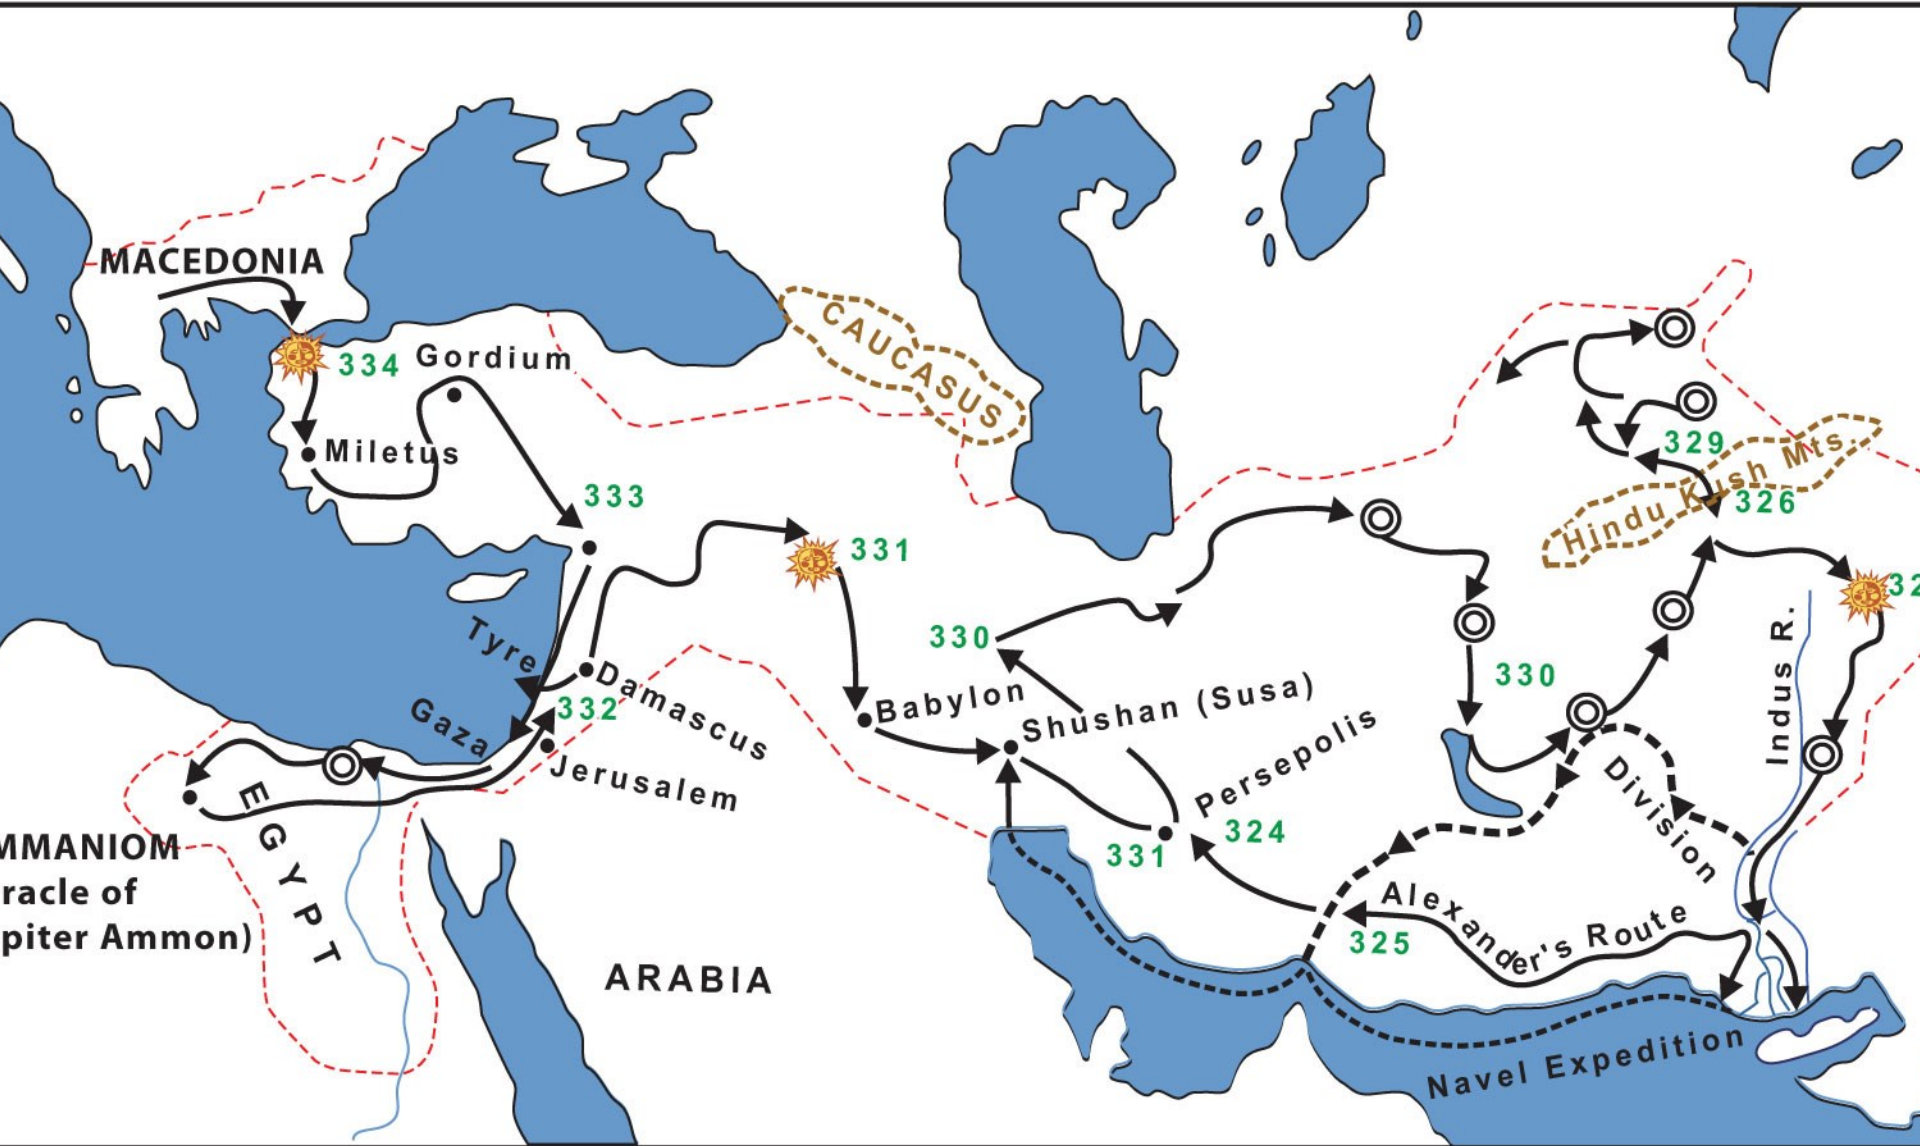 MACEDONIA
CAUCASUS
334
Gordium
Miletus
329
Hindu Kush Mts.
326
333
331
32
Tyre
330
Indus R.
Damascus
332
330
Gaza
Babylon
Shushan (Susa)
Persepolis
Jerusalem
EGYPT
Division
324
331
MMANIOM
racle of
piter Ammon)
Alexander's Route
325
ARABIA
Navel Expedition